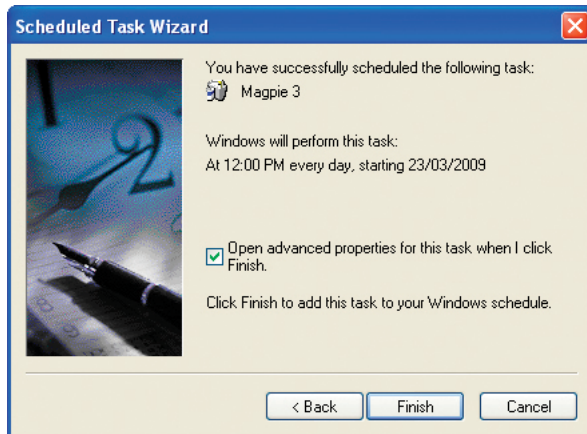 Scheduled Task Wizard
You have successfully scheduled the following task:
Magpie 3
Windows will perform this task:
At 12:00 PM every day, starting 23/03/2009
Open advanced properties for this task when I click
Finish.
Click Finish to add this task to your Windows schedule.
< Back
Finish
Cancel
2